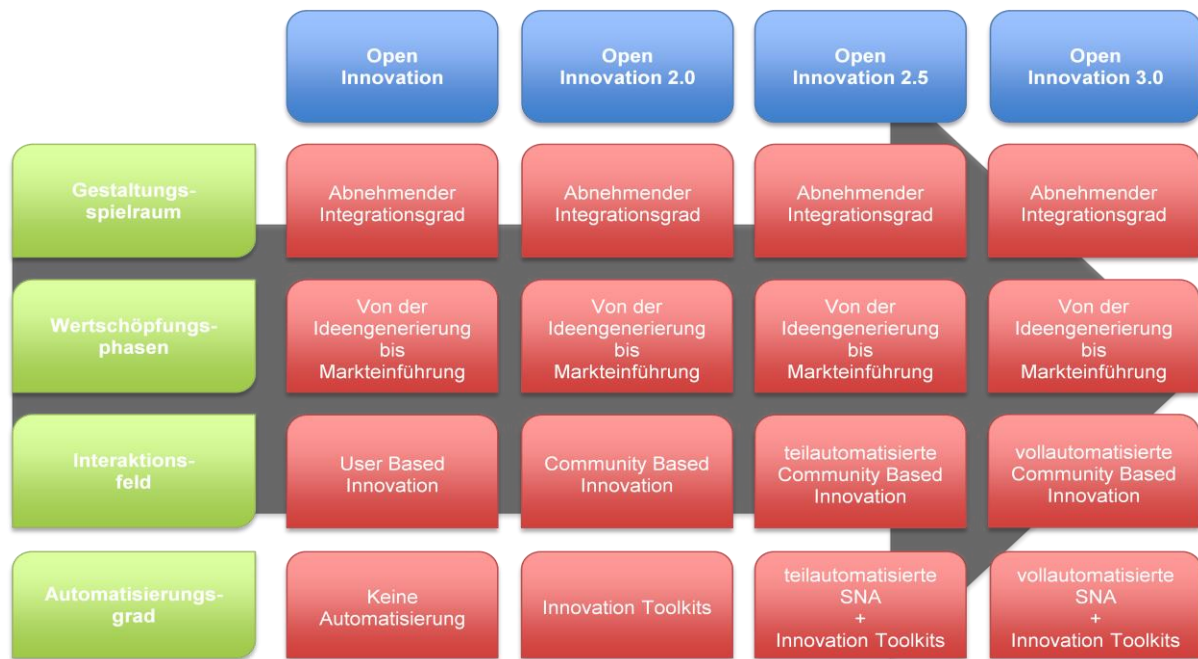 Open
Innovation
Open
Innovation 2.0
Open
Innovation 2.5
Open
Innovation 3.0
Gestaltungs-
spielraum
Abnehmender
Integrationsgrad
Abnehmender
Integrationsgrad
Abnehmender
Integrationsgrad
Abnehmender
Integrationsgrad
Wertschöpfungs-
phasen
Von der
Ideengenerierung
bis
Markteinführung
Von der
Ideengenerierung
bis
Markteinführung
Von der
Ideengenerierung
bis
Markteinführung
Von der
Ideengenerierung
bis
Markteinführung
Interaktions-
feld
User Based
Innovation
Community Based
Innovation
teilautomatisierte
Community Based
Innovation
vollautomatisierte
Community Based
Innovation
Automatisierungs-
grad
Keine
Automatisierung
Innovation Toolkits
teilautomatisierte
SNA
+
Innovation Toolkits
vollautomatisierte
SNA
+
Innovation Toolkits